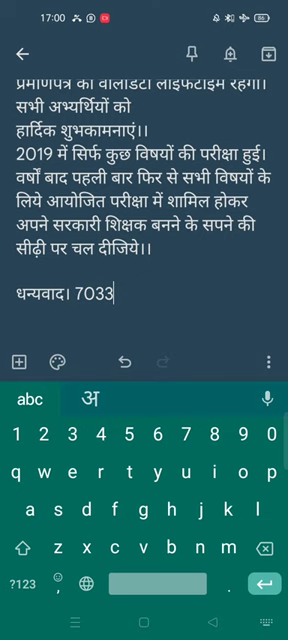 17:00
86
प्रमाणपत्र की वैलिडिटी लाइफटाइम रहेगी।
सभी अभ्यर्थियों को
हार्दिक शुभकामनाएं।।
2019 में सिर्फ कुछ विषयों की परीक्षा हुई।
वर्षों बाद पहली बार फिर से सभी विषयों के
लिये आयोजित परीक्षा में शामिल होकर
अपने सरकारी शिक्षक बनने के सपने की
सीढ़ी पर चल दीजिये।।
धन्यवाद। 7033
abc अ
1 2 3 4 5 6 7 8 9 0
q w e r t y u i o p
a s d f g h j k l
z x c v b n m
?123 , .